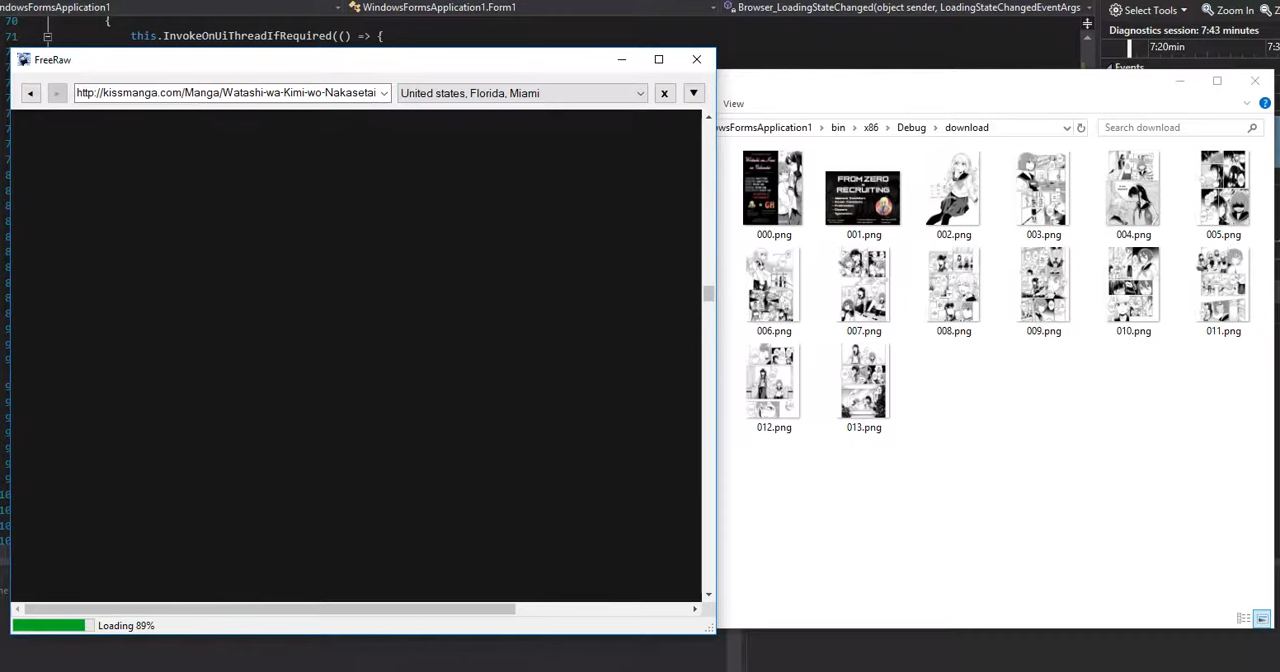 ndowsFormsApplication1
WindowsFormsApplication1.Form1
Browser_LoadingStateChanged(object sender, LoadingStateChangedEventArgs
Select Tools
Zoom In
70
{
Diagnostics session: 7:43 minutes
71
this.InvokeOnUiThreadIfRequired(() => {
7:20min
7:3
Events
FreeRaw
http://kissmanga.com/Manga/Watashi-wa-Kimi-wo-Nakasetai
United states, Florida, Miami
x
View
owsFormsApplication1
bin
x86
Debug
download
Search download
FROM ZERO
RECRUITING
000.png
001.png
002.png
003.png
004.png
005.png
006.png
007.png
008.png
009.png
010.png
011.png
012.png
013.png
Loading 89%